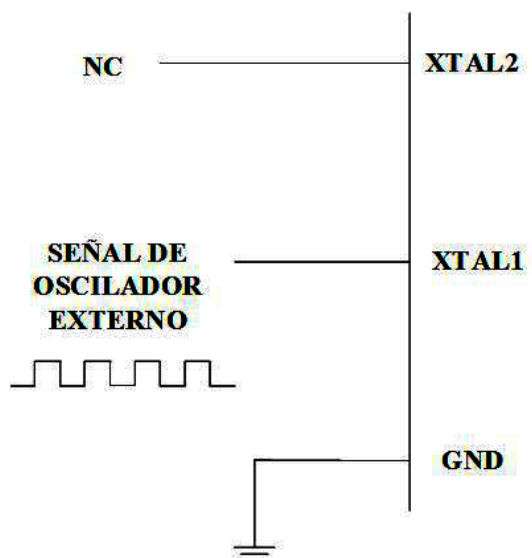 NC
XTAL2
SEÑAL DE
OSCILADOR
EXTERNO
XTAL1
GND